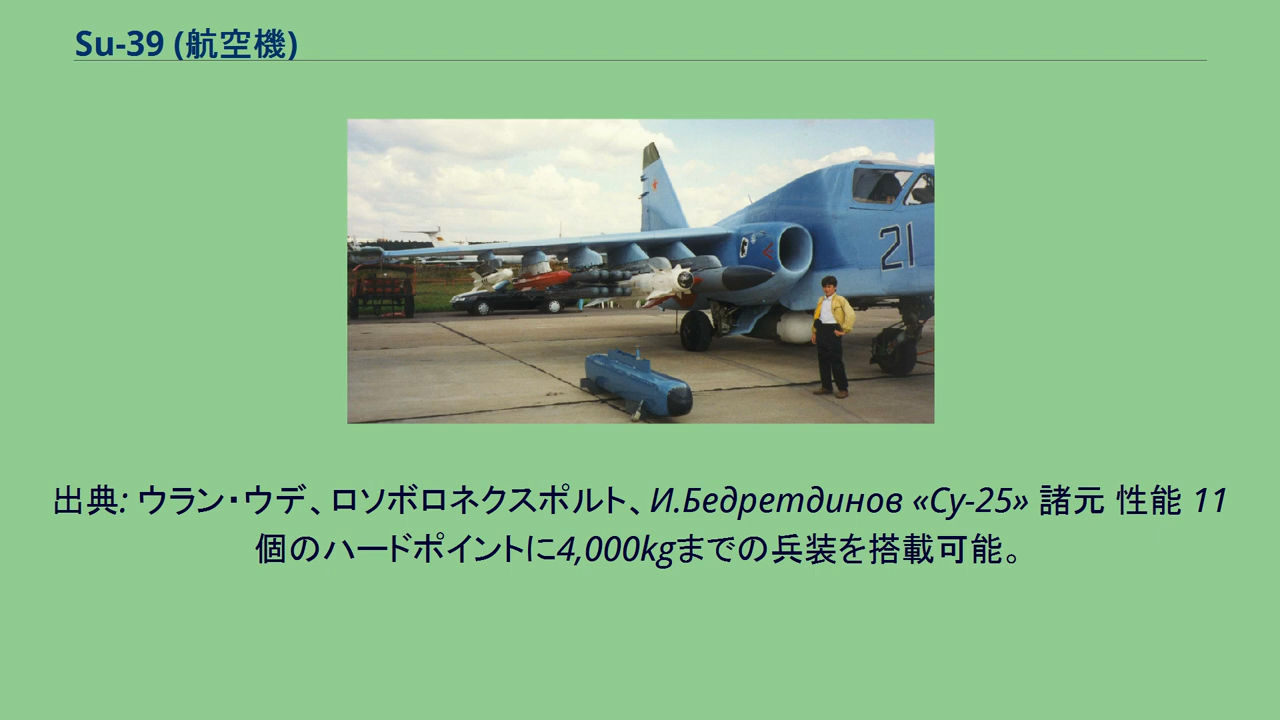 Su-39 (航空機)
21
出典: ウラン・ウデ、ロソボロネクスポルト、И.Бедретдинов «Су-25» 諸元 性能 11
個のハードポイントに4,000kgまでの兵装を搭載可能。